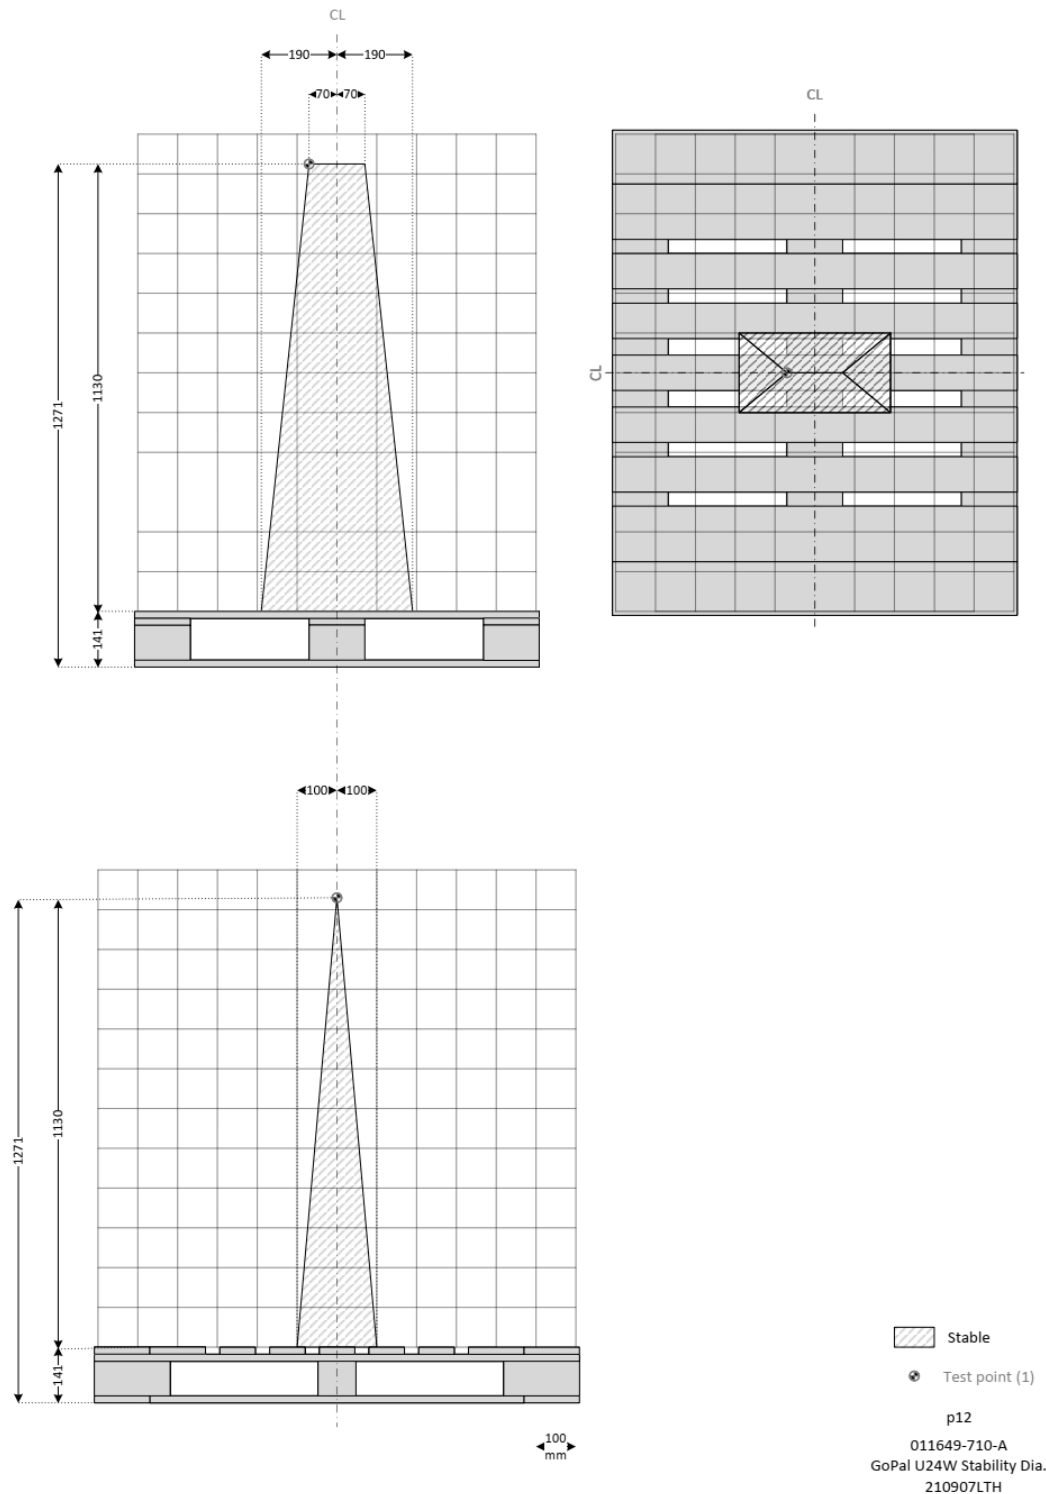 CL
190
190
70
70
CL
1271
1130
CL
141
100
100
1271
1130
141
Stable
Test point (1)
p12
100
mm
011649-710-A
GoPal U24W Stability Dia.
210907LTH